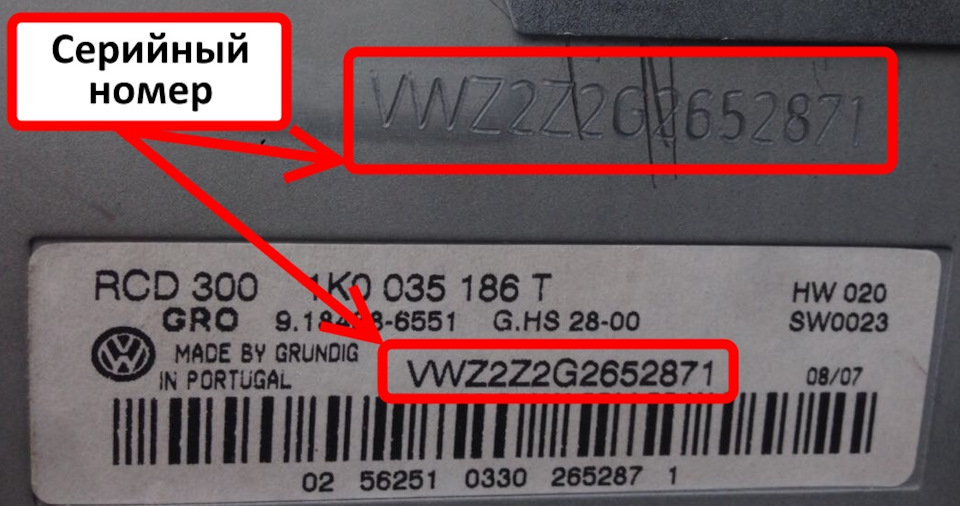 Серийный
номер
VWZ2Z2G2652871
RCD 300 1K0 035 186 T
GRO G.HS 28-00
HW 020
SW0023
MADE BY GRUNDIG
IN PORTUGAL
VWZ2Z2G2652871
08/07
02 56251 0330 265287 1